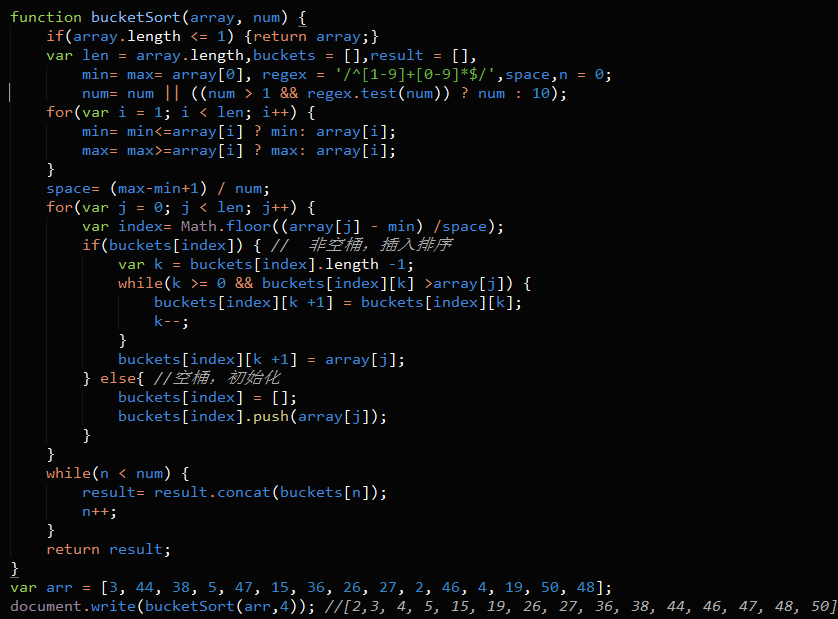 function bucketSort(array, num) {
    if(array.length <= 1) {return array;}
    var len = array.length,buckets = [],result = [],
        min= max= array[0], regex = '/^[1-9]+[0-9]*$/',space,n = 0;
        num= num || ((num > 1 && regex.test(num)) ? num : 10);
    for(var i = 1; i < len; i++) {
        min= min<=array[i] ? min: array[i];
        max= max>=array[i] ? max: array[i];
    }
    space= (max-min+1) / num;
    for(var j = 0; j < len; j++) {
        var index= Math.floor((array[j] - min) /space);
        if(buckets[index]) { //  非空桶，插入排序
            var k = buckets[index].length -1;
            while(k >= 0 && buckets[index][k] >array[j]) {
                buckets[index][k +1] = buckets[index][k];
                k--;
            }
            buckets[index][k +1] = array[j];
        } else{ //空桶，初始化
            buckets[index] = [];
            buckets[index].push(array[j]);
        }
    }
    while(n < num) {
        result= result.concat(buckets[n]);
        n++;
    }
    return result;
}
var arr = [3, 44, 38, 5, 47, 15, 36, 26, 27, 2, 46, 4, 19, 50, 48];
document.write(bucketSort(arr,4)); //[2,3, 4, 5, 15, 19, 26, 27, 36, 38, 44, 46, 47, 48, 50]